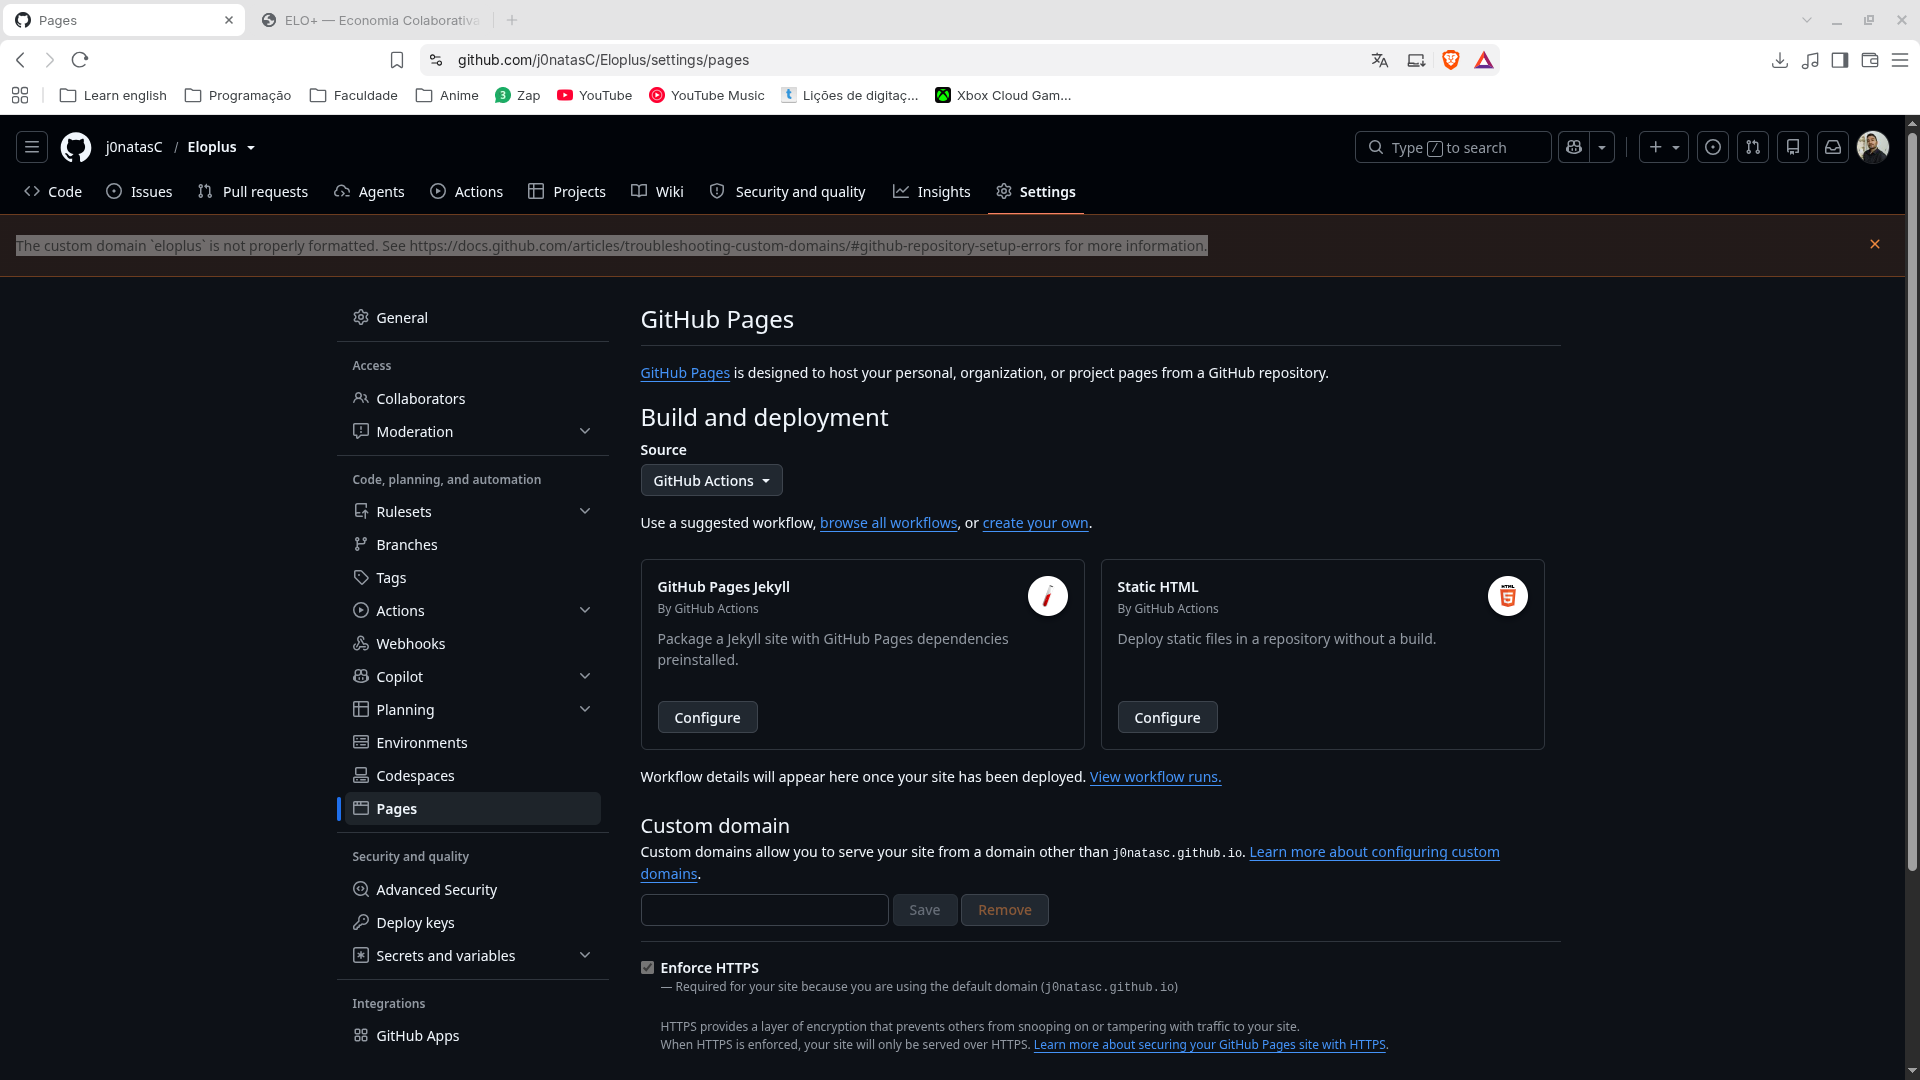 Pages
ELO+ — Economia Colaborativa
github.com/j0natasC/Eloplus/settings/pages
Learn english
Programação
Faculdade
Anime
3 Zap
YouTube
YouTube Music
t Lições de digitaç...
Xbox Cloud Gam...
j0natasC / Eloplus
Type / to search
Code
Issues
Pull requests
Agents
Actions
Projects
Wiki
Security and quality
Insights
Settings
The custom domain `eloplus` is not properly formatted. See https://docs.github.com/articles/troubleshooting-custom-domains/#github-repository-setup-errors for more information.
General
Access
Collaborators
Moderation
Code, planning, and automation
Rulesets
Branches
Tags
Actions
Webhooks
Copilot
Planning
Environments
Codespaces
Pages
Security and quality
Advanced Security
Deploy keys
Secrets and variables
Integrations
GitHub Apps
GitHub Pages
GitHub Pages is designed to host your personal, organization, or project pages from a GitHub repository.
Build and deployment
Source
GitHub Actions
Use a suggested workflow, browse all workflows, or create your own.
GitHub Pages Jekyll
By GitHub Actions
Package a Jekyll site with GitHub Pages dependencies
preinstalled.
Configure
Static HTML
By GitHub Actions
Deploy static files in a repository without a build.
HTML
5
Configure
Workflow details will appear here once your site has been deployed. View workflow runs.
Custom domain
Custom domains allow you to serve your site from a domain other than j0natasc.github.io. Learn more about configuring custom
domains.
Save
Remove
Enforce HTTPS
— Required for your site because you are using the default domain (j0natasc.github.io)
HTTPS provides a layer of encryption that prevents others from snooping on or tampering with traffic to your site.
When HTTPS is enforced, your site will only be served over HTTPS. Learn more about securing your GitHub Pages site with HTTPS.